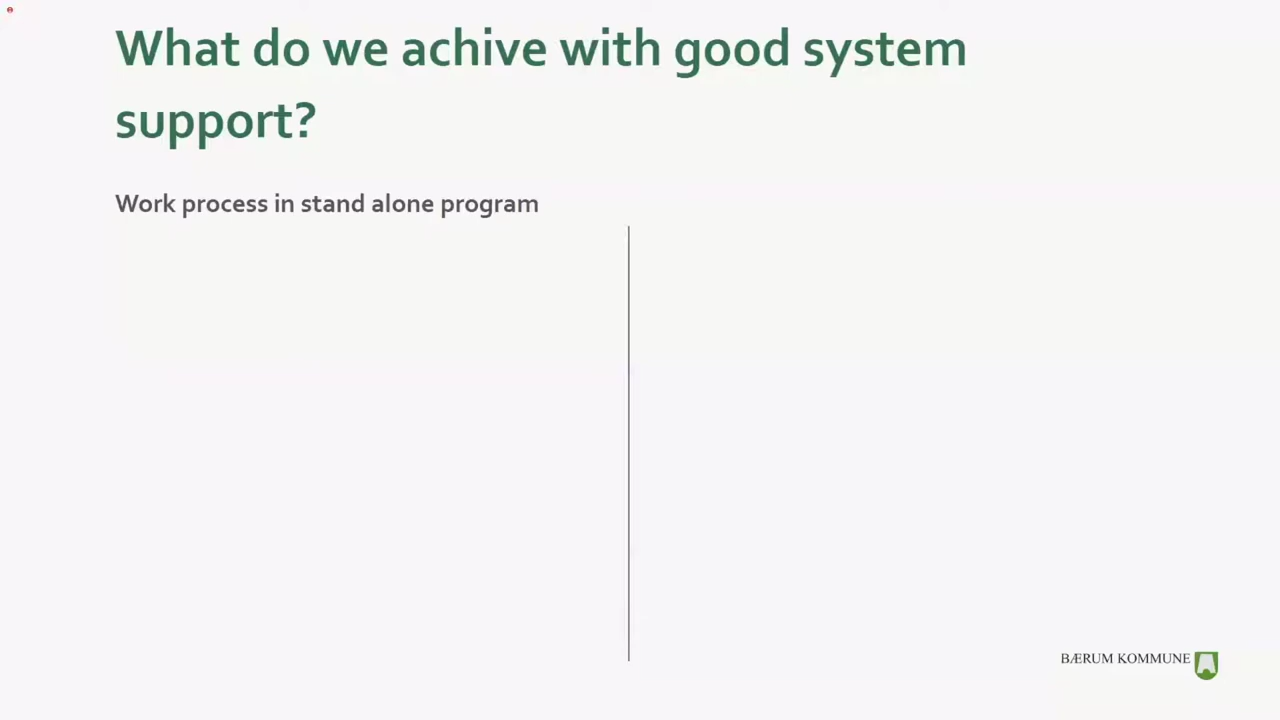 What do we achive with good system
support?
Work process in stand alone program
BÆRUM KOMMUNE